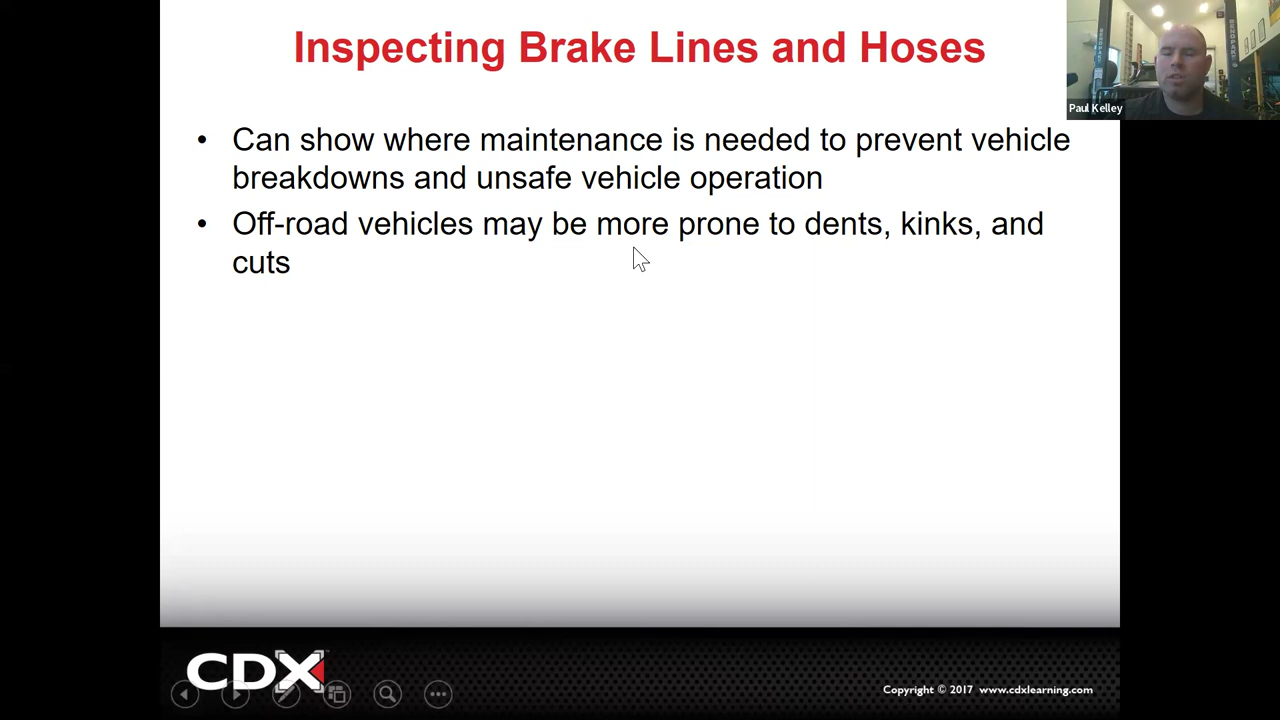 Inspecting Brake Lines and Hoses
Paul Kelley
• Can show where maintenance is needed to prevent vehicle
breakdowns and unsafe vehicle operation
• Off-road vehicles may be more prone to dents, kinks, and
cuts
CDX
Copyright © 2017 www.cdxlearning.com